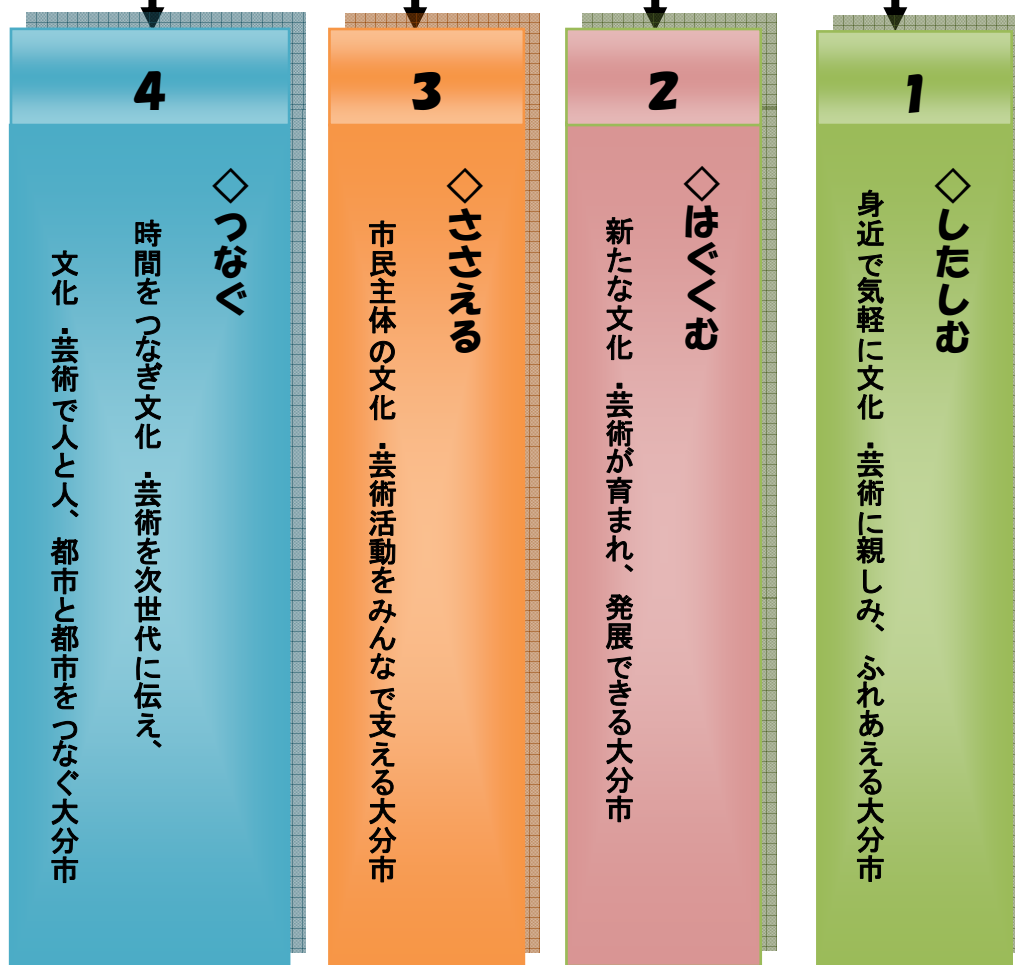 1
◇したしむ
身近で気軽に文化・芸術に親しみ、ふれあえる大分市
2
◇はぐくむ
新たな文化・芸術が育まれ、発展できる大分市
3
◇ささえる
市民主体の文化・芸術活動をみんなで支える大分市
4
◇つなぐ
時間をつなぎ文化・芸術を次世代に伝え、
文化・芸術で人と人、都市と都市をつなぐ大分市